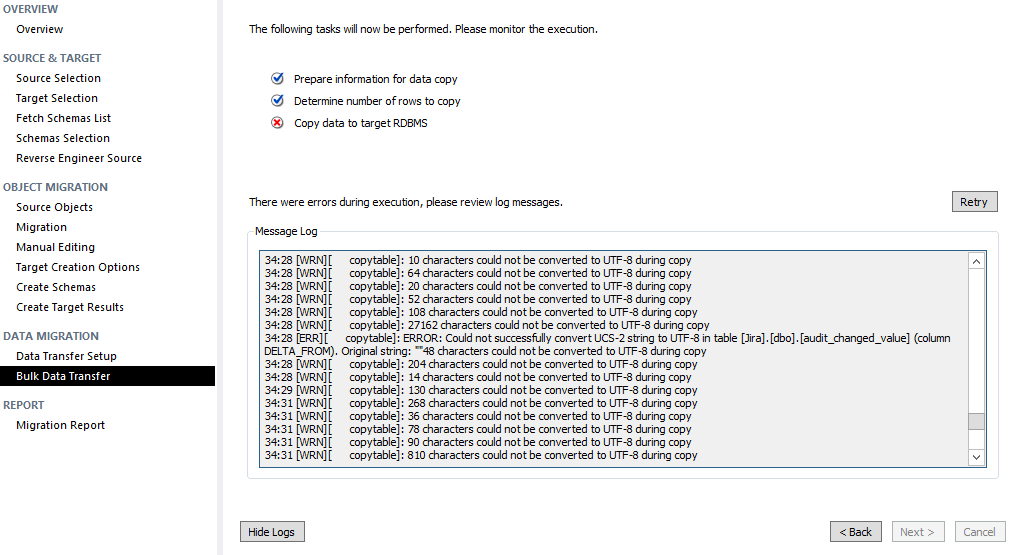 OVERVIEW
Overview
SOURCE & TARGET
Source Selection
Target Selection
Fetch Schemas List
Schemas Selection
Reverse Engineer Source
OBJECT MIGRATION
Source Objects
Migration
Manual Editing
Target Creation Options
Create Schemas
Create Target Results
DATA MIGRATION
Data Transfer Setup
Bulk Data Transfer
REPORT
Migration Report
The following tasks will now be performed. Please monitor the execution.
Prepare information for data copy
Determine number of rows to copy
Copy data to target RDBMS
There were errors during execution, please review log messages.
Retry
Message Log
34:28 [WRN][ copytable]: 10 characters could not be converted to UTF-8 during copy
34:28 [WRN][ copytable]: 64 characters could not be converted to UTF-8 during copy
34:28 [WRN][ copytable]: 20 characters could not be converted to UTF-8 during copy
34:28 [WRN][ copytable]: 52 characters could not be converted to UTF-8 during copy
34:28 [WRN][ copytable]: 108 characters could not be converted to UTF-8 during copy
34:28 [WRN][ copytable]: 27162 characters could not be converted to UTF-8 during copy
34:28 [ERR][ copytable]: ERROR: Could not successfully convert UCS-2 string to UTF-8 in table [Jira].[dbo].[audit_changed_value] (column
DELTA_FROM). Original string: ""48 characters could not be converted to UTF-8 during copy
34:28 [WRN][ copytable]: 204 characters could not be converted to UTF-8 during copy
34:28 [WRN][ copytable]: 14 characters could not be converted to UTF-8 during copy
34:29 [WRN][ copytable]: 130 characters could not be converted to UTF-8 during copy
34:31 [WRN][ copytable]: 268 characters could not be converted to UTF-8 during copy
34:31 [WRN][ copytable]: 36 characters could not be converted to UTF-8 during copy
34:31 [WRN][ copytable]: 78 characters could not be converted to UTF-8 during copy
34:31 [WRN][ copytable]: 90 characters could not be converted to UTF-8 during copy
34:31 [WRN][ copytable]: 810 characters could not be converted to UTF-8 during copy
Hide Logs
< Back
Next >
Cancel